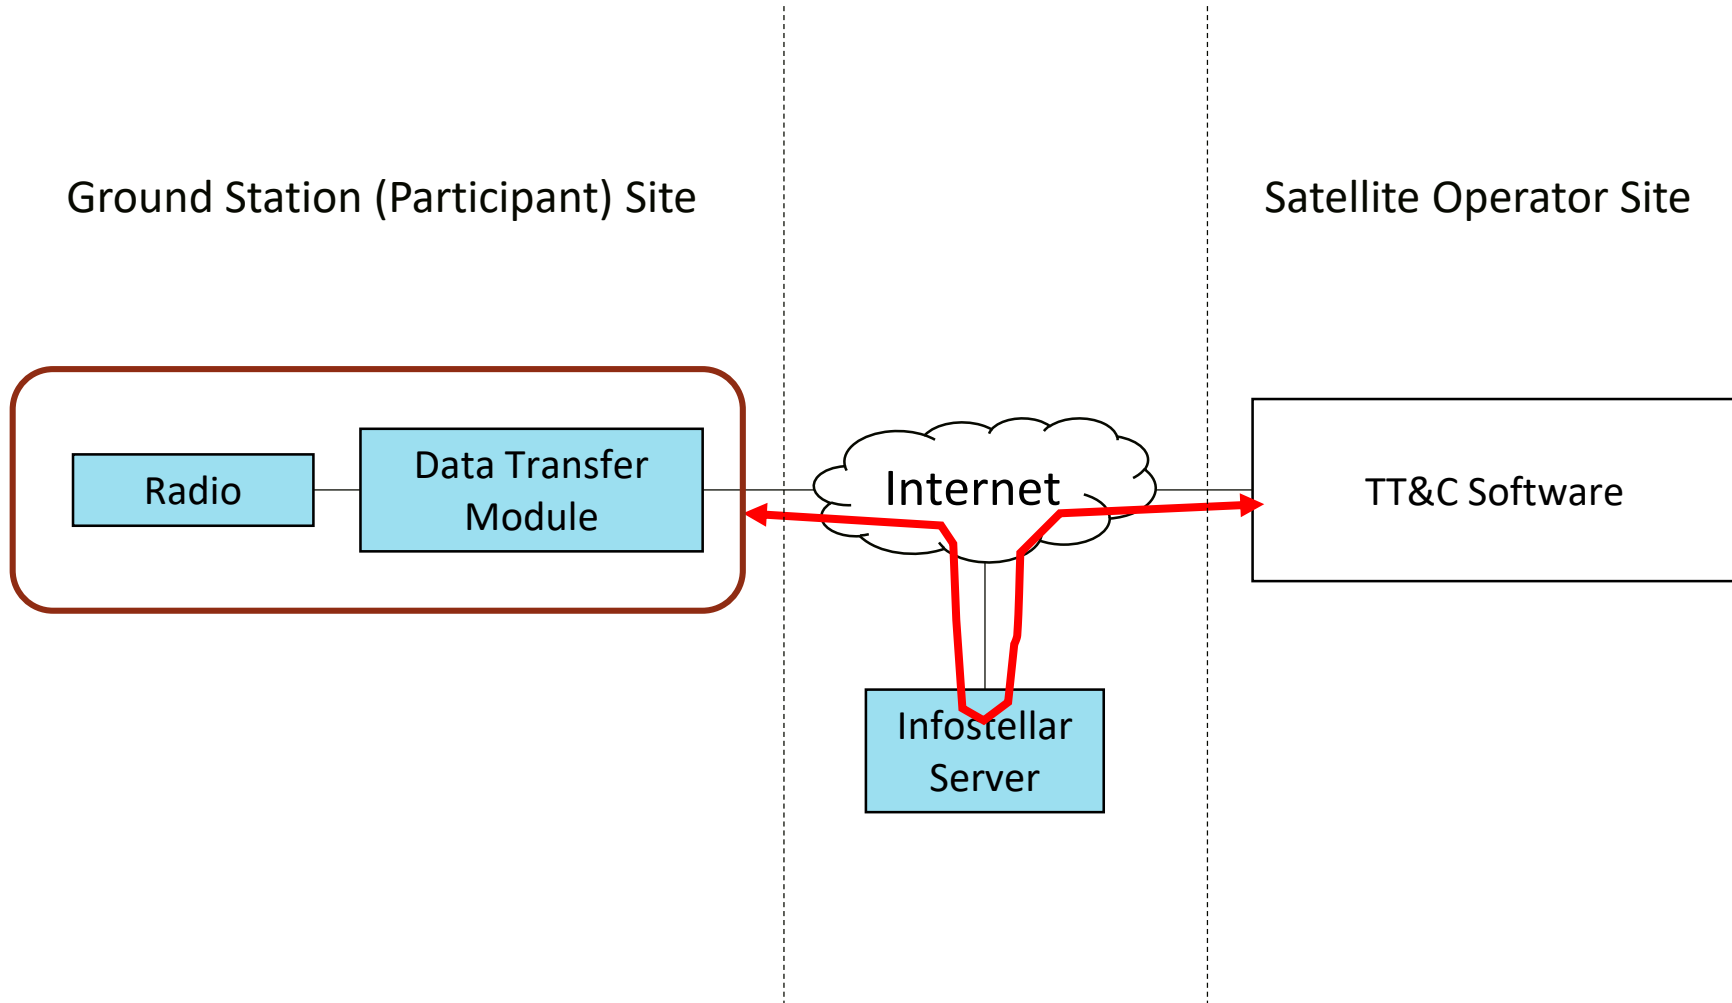 Ground Station (Participant) Site
Satellite Operator Site
Radio
Data Transfer
Module
Internet
TT&C Software
Infostellar
Server